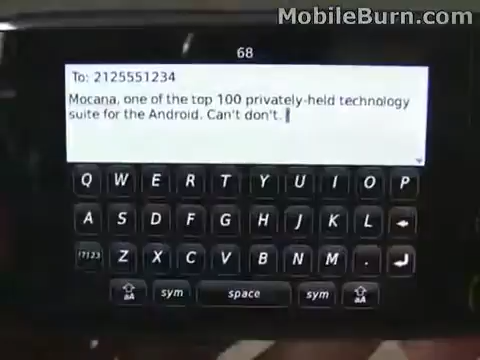 MobileBurn.com
68
To: 2125551234
Mocana, one of the top 100 privately-held technology
suite for the Android. Can't don't.
Q W E R T Y U I O P
A S D F G H J K L
!?123 Z X C V B N M .
aA sym space sym aA